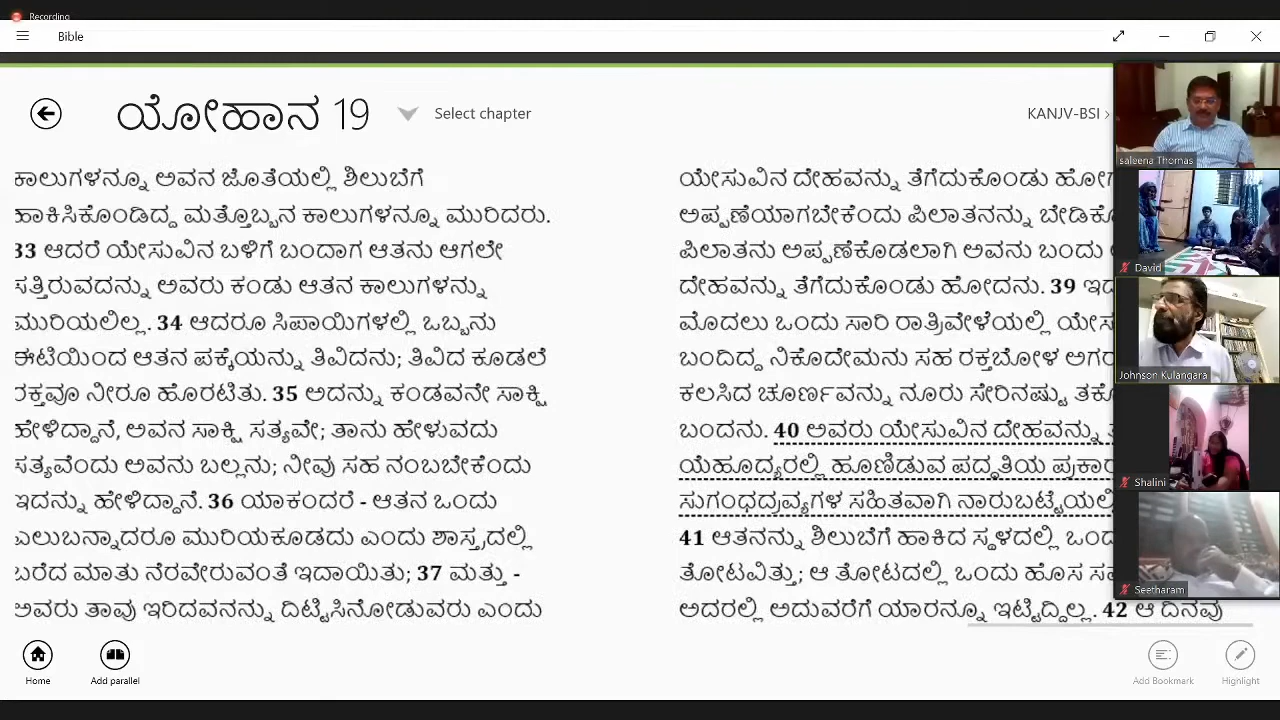 Recording
Bible
ಯೋಹಾನ 19
Select chapter
KANJV-BSI
ಕಾಲುಗಳನ್ನೂ ಅವನ ಜೊತೆಯಲ್ಲಿ ಶಿಲುಬೆಗೆ
ಹಾಕಿಸಿಕೊಂಡಿದ್ದ ಮತ್ತೊಬ್ಬನ ಕಾಲುಗಳನ್ನೂ ಮುರಿದರು.
33 ಆದರೆ ಯೇಸುವಿನ ಬಳಿಗೆ ಬಂದಾಗ ಆತನು ಆಗಲೇ
ಸತ್ತಿರುವದನ್ನು ಅವರು ಕಂಡು ಆತನ ಕಾಲುಗಳನ್ನು
ಮುರಿಯಲಿಲ್ಲ. 34 ಆದರೂ ಸಿಪಾಯಿಗಳಲ್ಲಿ ಒಬ್ಬನು
ಈಟಿಯಿಂದ ಆತನ ಪಕ್ಕೆಯನ್ನು ತಿವಿದನು; ತಿವಿದ ಕೂಡಲೆ
ರಕ್ತವೂ ನೀರೂ ಹೊರಟಿತು. 35 ಅದನ್ನು ಕಂಡವನೇ ಸಾಕ್ಷಿ
ಹೇಳಿದ್ದಾನೆ, ಅವನ ಸಾಕ್ಷಿ ಸತ್ಯವೇ; ತಾನು ಹೇಳುವದು
ಸತ್ಯವೆಂದು ಅವನು ಬಲ್ಲನು; ನೀವು ಸಹ ನಂಬಬೇಕೆಂದು
ಇದನ್ನು ಹೇಳಿದ್ದಾನೆ. 36 ಯಾಕಂದರೆ - ಆತನ ಒಂದು
ಎಲುಬನ್ನಾದರೂ ಮುರಿಯಕೂಡದು ಎಂದು ಶಾಸ್ತ್ರದಲ್ಲಿ
ಬರೆದ ಮಾತು ನೆರವೇರುವಂತೆ ಇದಾಯಿತು; 37 ಮತ್ತು -
ಅವರು ತಾವು ಇರಿದವನನ್ನು ದಿಟ್ಟಿಸಿನೋಡುವರು ಎಂದು
ಯೇಸುವಿನ ದೇಹವನ್ನು ತೆಗೆದುಕೊಂಡು
ಅಪ್ಪಣೆಯಾಗಬೇಕೆಂದು ಪಿಲಾತನನ್ನು
ಪಿಲಾತನು ಅಪ್ಪಣೆಕೊಡಲಾಗಿ ಅವನು ಬಂದು
ದೇಹವನ್ನು ತೆಗೆದುಕೊಂಡು ಹೋದನು. 39
ಮೊದಲು ಒಂದು ಸಾರಿ ರಾತ್ರಿವೇಳೆಯಲ್ಲಿ
ಬಂದಿದ್ದ ನಿಕೊದೇಮನು ಸಹ ರಕ್ತಬೋಳ
ಕಲಸಿದ ಚೂರ್ಣವನ್ನು ನೂರು ಸೇರಿನಷ್ಟು
ಬಂದನು. 40 ಅವರು ಯೇಸುವಿನ ದೇಹವನ್ನು
ಯೆಹೂದ್ಯರಲ್ಲಿ ಹೂಣಿಡುವ ಪದ್ಧತಿಯ
ಸುಗಂಧದ್ರವ್ಯಗಳ ಸಹಿತವಾಗಿ
41 ಆತನನ್ನು ಶಿಲುಬೆಗೆ ಹಾಕಿದ ಸ್ಥಳದಲ್ಲಿ
ತೋಟವಿತ್ತು; ಆ ತೋಟದಲ್ಲಿ ಒಂದು ಹೊಸ
ಅದರಲ್ಲಿ ಅದುವರೆಗೆ ಯಾರನ್ನೂ ಇಟ್ಟಿದ್ದಿಲ್ಲ. 42 ಆ ದಿನವು
saleena Thomas
David
Johnson Kulangara
Shalini
Seetharam
Home
Add parallel
Add Bookmark
Highlight